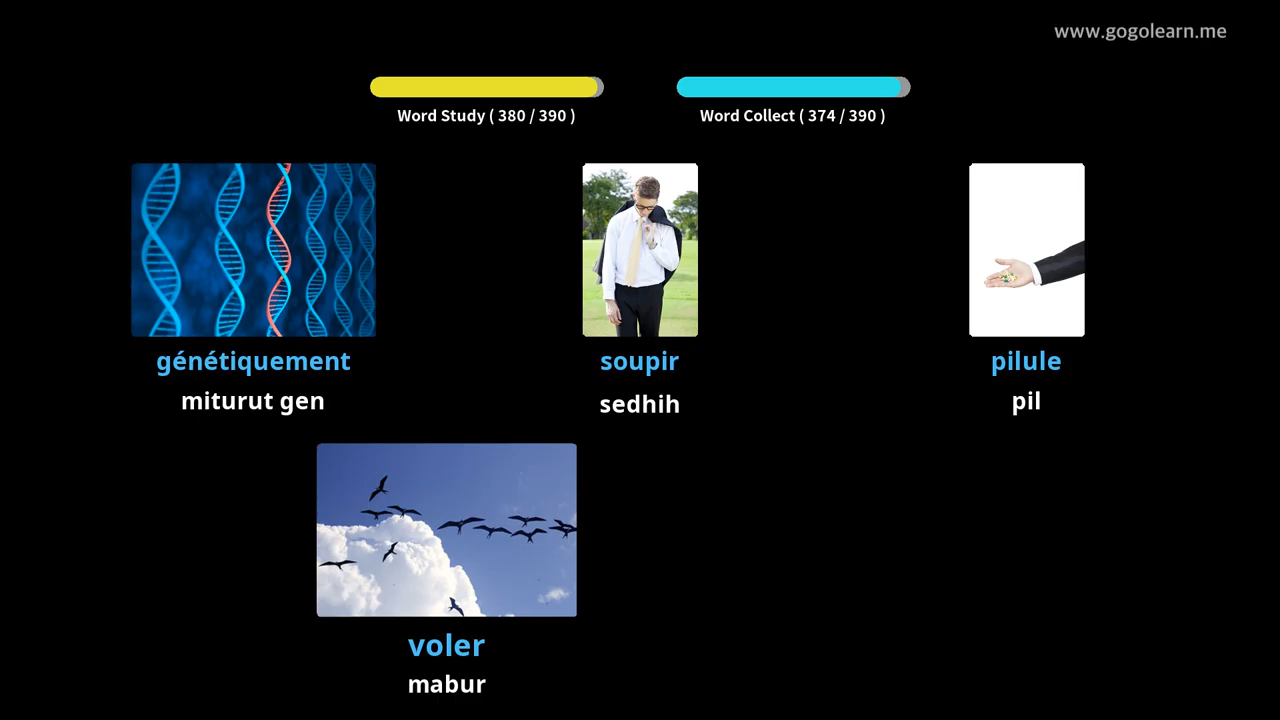 www.gogolearn.me
Word Study ( 380 / 390 )
Word Collect ( 374 / 390 )
génétiquement
soupir
pilule
miturut gen
sedhih
pil
voler
mabur